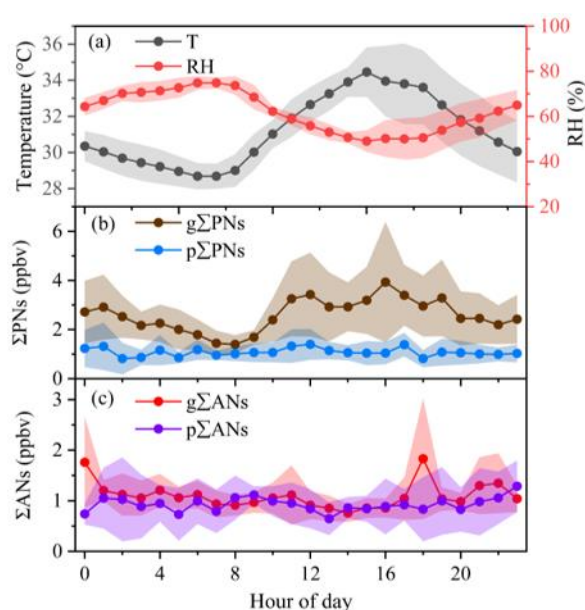 (a)
T
RH
Temperature (°C)
36
34
32
30
28
RH (%)
100
80
60
40
20
(b)
g∑PNs
p∑PNs
∑PNs (ppbv)
6
4
2
0
(c)
g∑ANs
p∑ANs
∑ANs (ppbv)
3
2
1
0
0 4 8 12 16 20
Hour of day